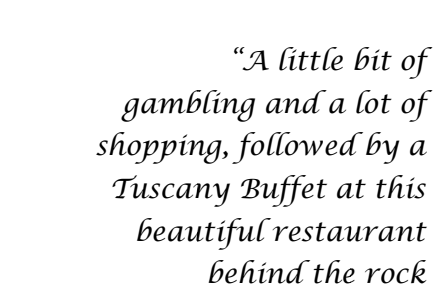 “A little bit of
gambling and a lot of
shopping, followed by a
Tuscany Buffet at this
beautiful restaurant
behind the rock